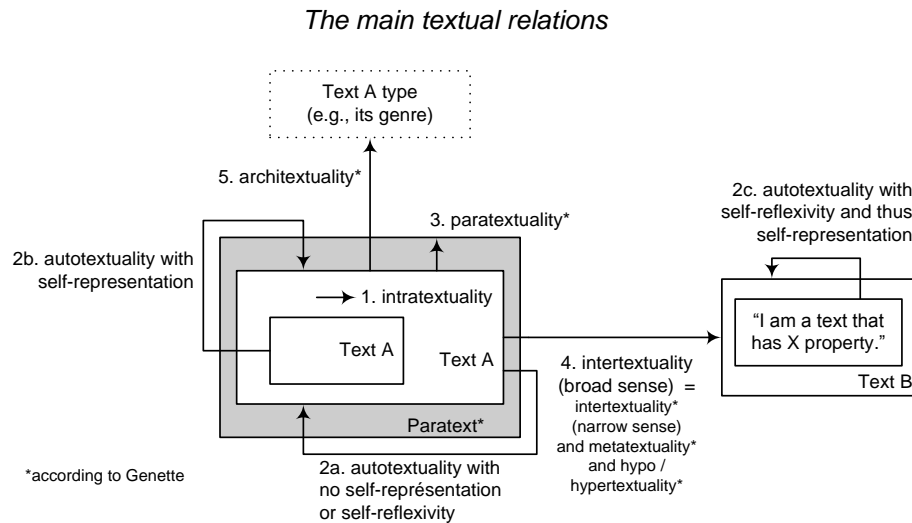 The main textual relations
Text A type
(e.g., its genre)
5. architextuality*
3. paratextuality*
2b. autotextuality with
self-representation
1. intratextuality
Text A
Text A
Paratext*
2a. autotextuality with
no self-représentation
or self-reflexivity
4. intertextuality
(broad sense) =
intertextuality*
(narrow sense)
and metatextuality*
and hypo /
hypertextuality*
2c. autotextuality with
self-reflexivity and thus
self-representation
“I am a text that
has X property.”
Text B
*according to Genette